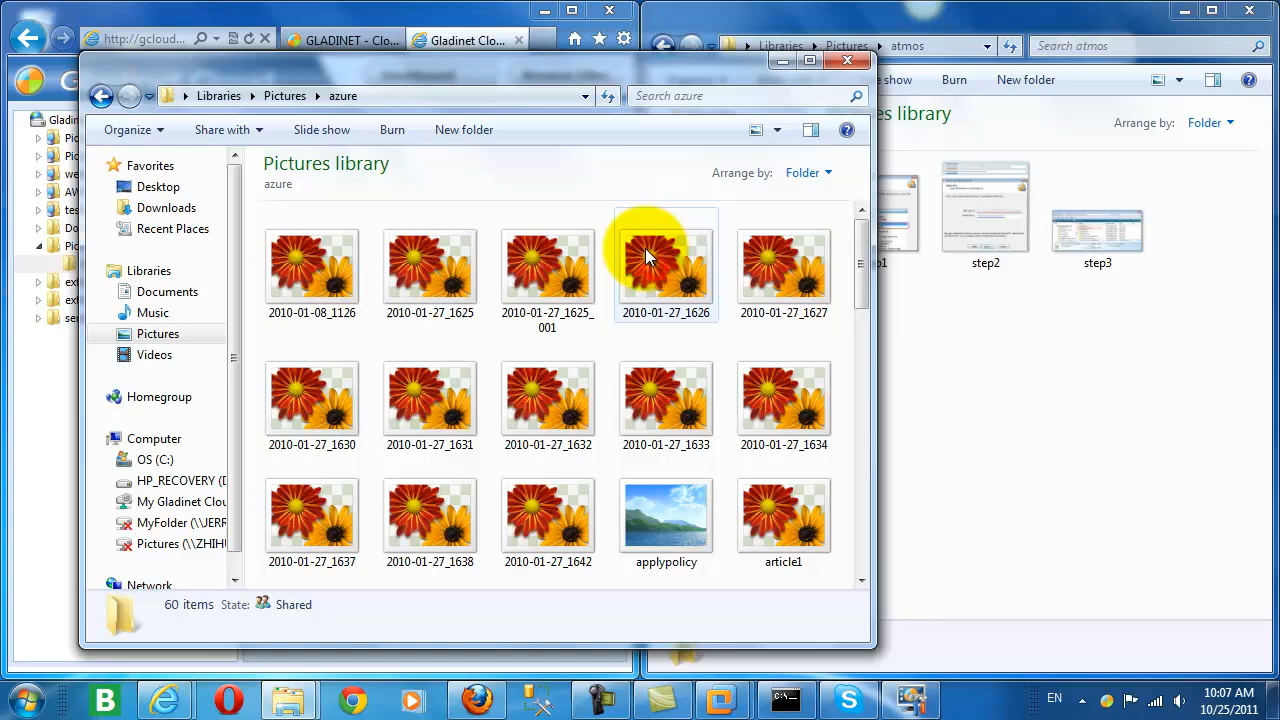 http://gcloud...
GLADINET - Clo...
Gladinet Clo...
Libraries
Pictures
atmos
Search atmos
show
Burn
New folder
es library
Arrange by:
Folder
step2
step3
Gladinet
Libraries
Pictures
azure
Search azure
Organize
Share with
Slide show
Burn
New folder
Pictures library
azure
Arrange by:
Folder
Favorites
Desktop
Downloads
Recent Places
Libraries
Documents
Music
Pictures
Videos
Homegroup
Computer
OS (C:)
HP_RECOVERY (D
My Gladinet Clou
MyFolder (\\JERR
Pictures (\\ZHIH
Network
2010-01-08_1126
2010-01-27_1625
2010-01-27_1625_
001
2010-01-27_1626
2010-01-27_1627
2010-01-27_1630
2010-01-27_1631
2010-01-27_1632
2010-01-27_1633
2010-01-27_1634
2010-01-27_1637
2010-01-27_1638
2010-01-27_1642
applypolicy
article1
60 items
State:
Shared
B
C:\_
EN
10:07 AM
10/25/2011